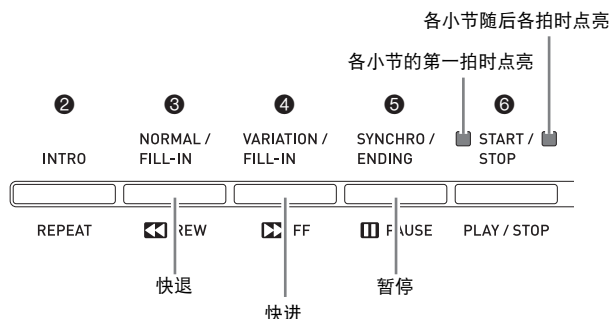 各小节随后各拍时点亮
各小节的第一拍时点亮
❷ ❸ ❹ ❺ ❻
INTRO
NORMAL /
FILL-IN
VARIATION /
FILL-IN
SYNCHRO /
ENDING
START /
STOP
REPEAT
REW
FF
PAUSE
PLAY / STOP
快退
快进
暂停